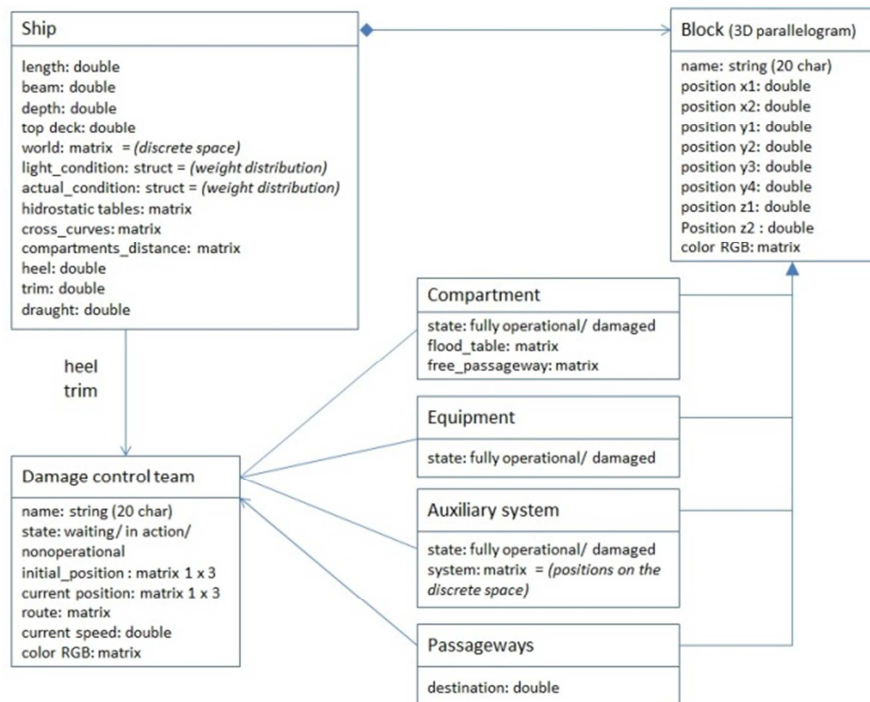 Ship
length: double
beam: double
depth: double
top deck: double
world: matrix = (discrete space)
light_condition: struct = (weight distribution)
actual_condition: struct = (weight distribution)
hidrostatic tables: matrix
cross_curves: matrix
compartments_distance: matrix
heel: double
trim: double
draught: double
Block (3D parallelogram)
name: string (20 char)
position x1: double
position x2: double
position y1: double
position y2: double
position y3: double
position y4: double
position z1: double
Position z2 : double
color RGB: matrix
heel
trim
Compartment
state: fully operational/ damaged
flood_table: matrix
free_passageway: matrix
Equipment
state: fully operational/ damaged
Damage control team
name: string (20 char)
state: waiting/ in action/
nonoperational
initial_position : matrix 1 x 3
current position: matrix 1 x 3
route: matrix
current speed: double
color RGB: matrix
Auxiliary system
state: fully operational/ damaged
system: matrix = (positions on the
discrete space)
Passageways
destination: double